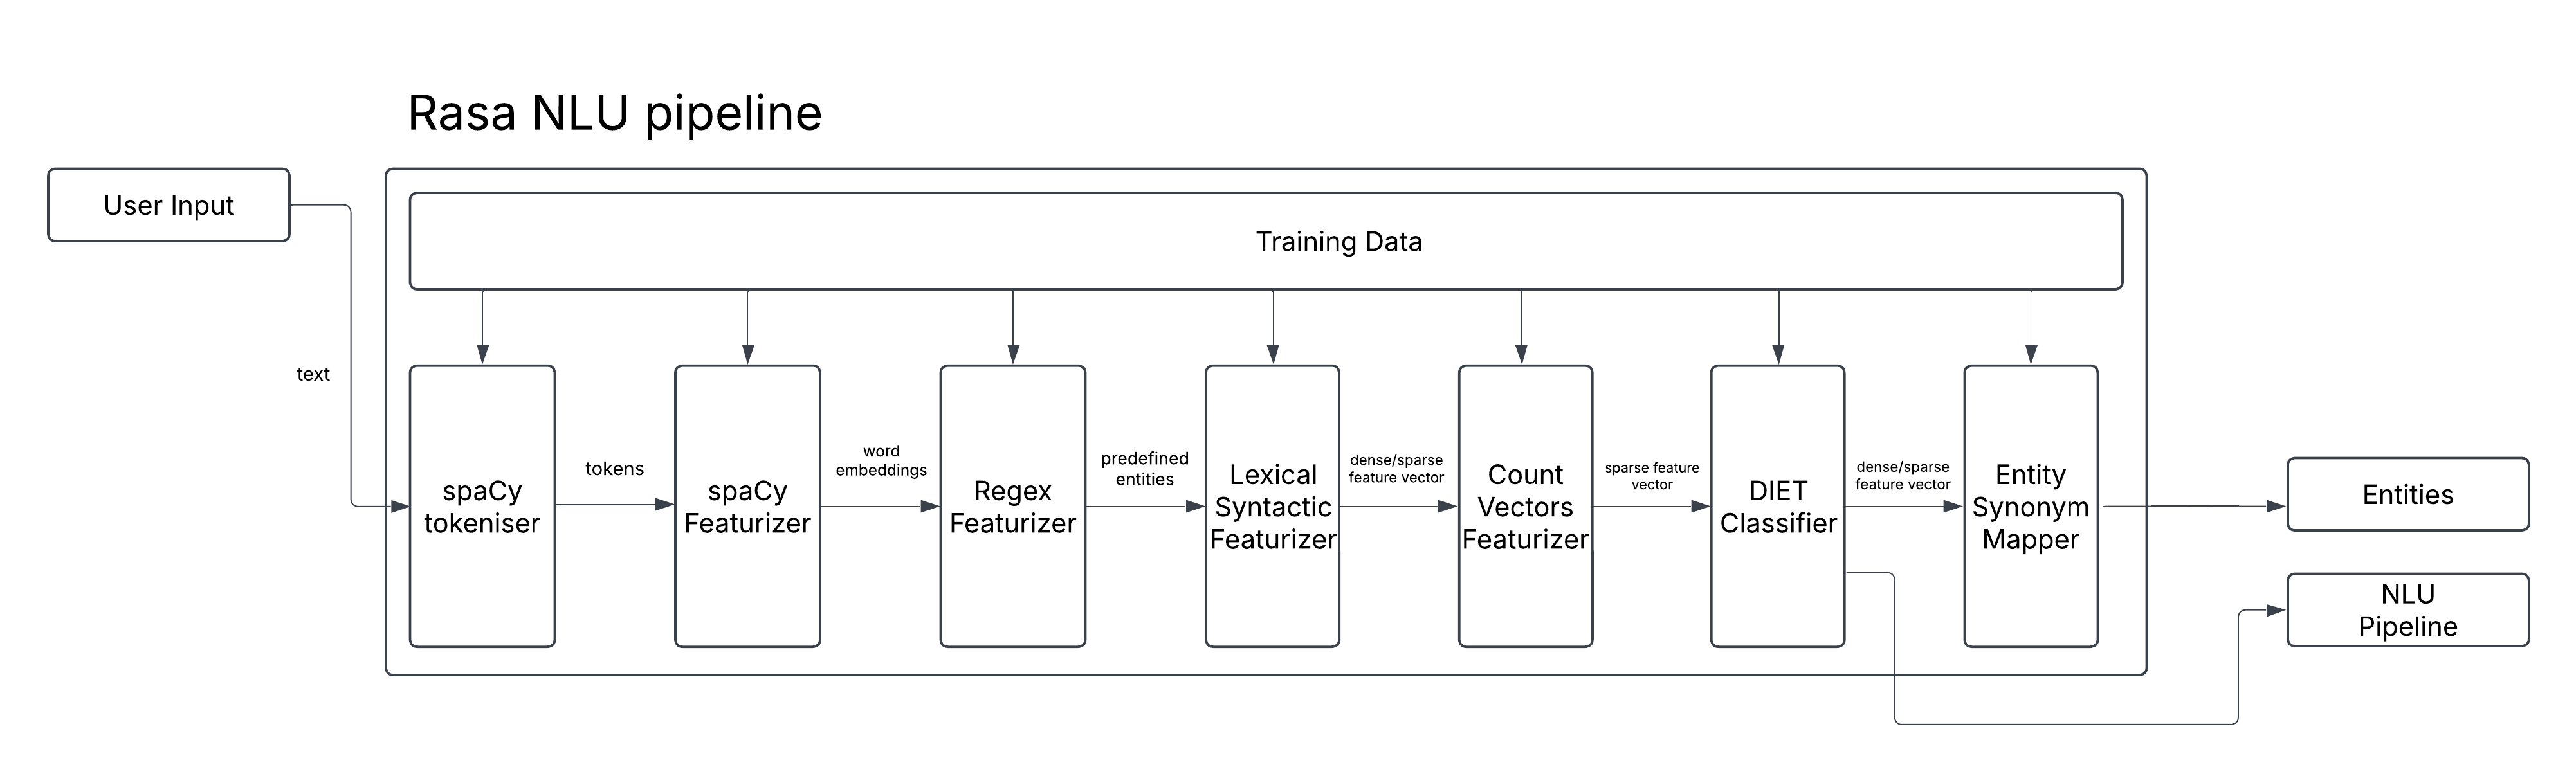 Rasa NLU pipeline
User Input
Training Data
text
spaCy
tokeniser
tokens
spaCy
Featurizer
word
embeddings
Regex
Featurizer
predefined
entities
Lexical
Syntactic
Featurizer
dense/sparse
feature vector
Count
Vectors
Featurizer
sparse feature
vector
DIET
Classifier
dense/sparse
feature vector
Entity
Synonym
Mapper
Entities
NLU
Pipeline